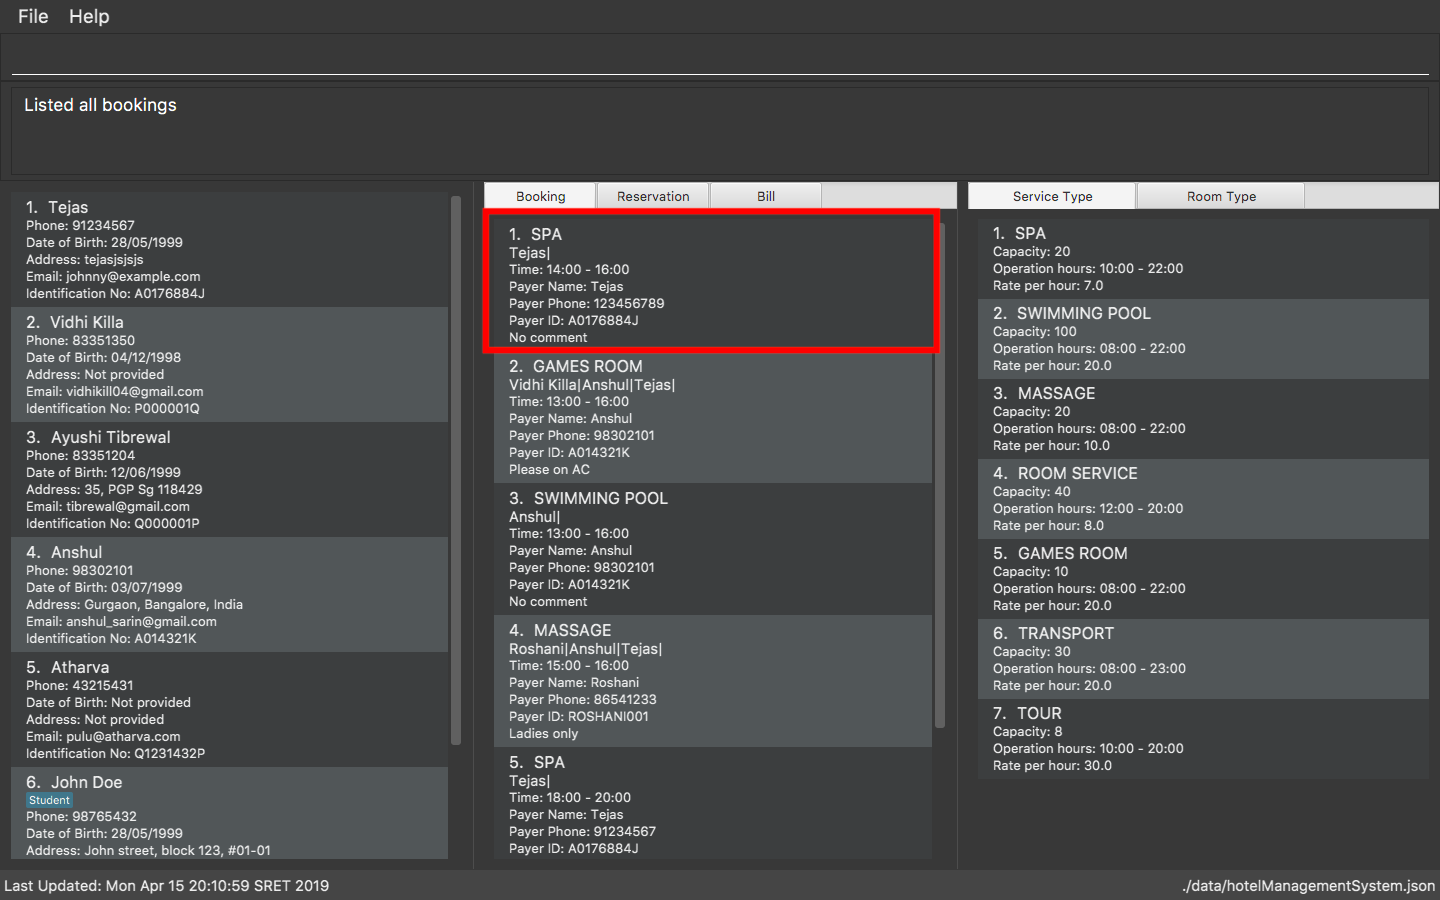 File Help
Listed all bookings
1. Tejas
Phone: 91234567
Date of Birth: 28/05/1999
Address: tejasjsjsjs
Email: johnny@example.com
Identification No: A0176884J
2. Vidhi Killa
Phone: 83351350
Date of Birth: 04/12/1998
Address: Not provided
Email: vidhikill04@gmail.com
Identification No: P000001Q
3. Ayushi Tibrewal
Phone: 83351204
Date of Birth: 12/06/1999
Address: 35, PGP Sg 118429
Email: tibrewal@gmail.com
Identification No: Q000001P
4. Anshul
Phone: 98302101
Date of Birth: 03/07/1999
Address: Gurgaon, Bangalore, India
Email: anshul_sarin@gmail.com
Identification No: A014321K
5. Atharva
Phone: 43215431
Date of Birth: Not provided
Address: Not provided
Email: pulu@atharva.com
Identification No: Q1231432P
6. John Doe
Student
Phone: 98765432
Date of Birth: 28/05/1999
Address: John street, block 123, #01-01
Booking Reservation Bill
1. SPA
Tejas|
Time: 14:00 - 16:00
Payer Name: Tejas
Payer Phone: 123456789
Payer ID: A0176884J
No comment
2. GAMES ROOM
Vidhi Killa|Anshul|Tejas|
Time: 13:00 - 16:00
Payer Name: Anshul
Payer Phone: 98302101
Payer ID: A014321K
Please on AC
3. SWIMMING POOL
Anshul|
Time: 13:00 - 16:00
Payer Name: Anshul
Payer Phone: 98302101
Payer ID: A014321K
No comment
4. MASSAGE
Roshani|Anshul|Tejas|
Time: 15:00 - 16:00
Payer Name: Roshani
Payer Phone: 86541233
Payer ID: ROSHANI001
Ladies only
5. SPA
Tejas|
Time: 18:00 - 20:00
Payer Name: Tejas
Payer Phone: 91234567
Payer ID: A0176884J
Service Type Room Type
1. SPA
Capacity: 20
Operation hours: 10:00 - 22:00
Rate per hour: 7.0
2. SWIMMING POOL
Capacity: 100
Operation hours: 08:00 - 22:00
Rate per hour: 20.0
3. MASSAGE
Capacity: 20
Operation hours: 08:00 - 22:00
Rate per hour: 10.0
4. ROOM SERVICE
Capacity: 40
Operation hours: 12:00 - 20:00
Rate per hour: 8.0
5. GAMES ROOM
Capacity: 10
Operation hours: 08:00 - 22:00
Rate per hour: 20.0
6. TRANSPORT
Capacity: 30
Operation hours: 08:00 - 23:00
Rate per hour: 20.0
7. TOUR
Capacity: 8
Operation hours: 10:00 - 20:00
Rate per hour: 30.0
Last Updated: Mon Apr 15 20:10:59 SRET 2019
./data/hotelManagementSystem.json